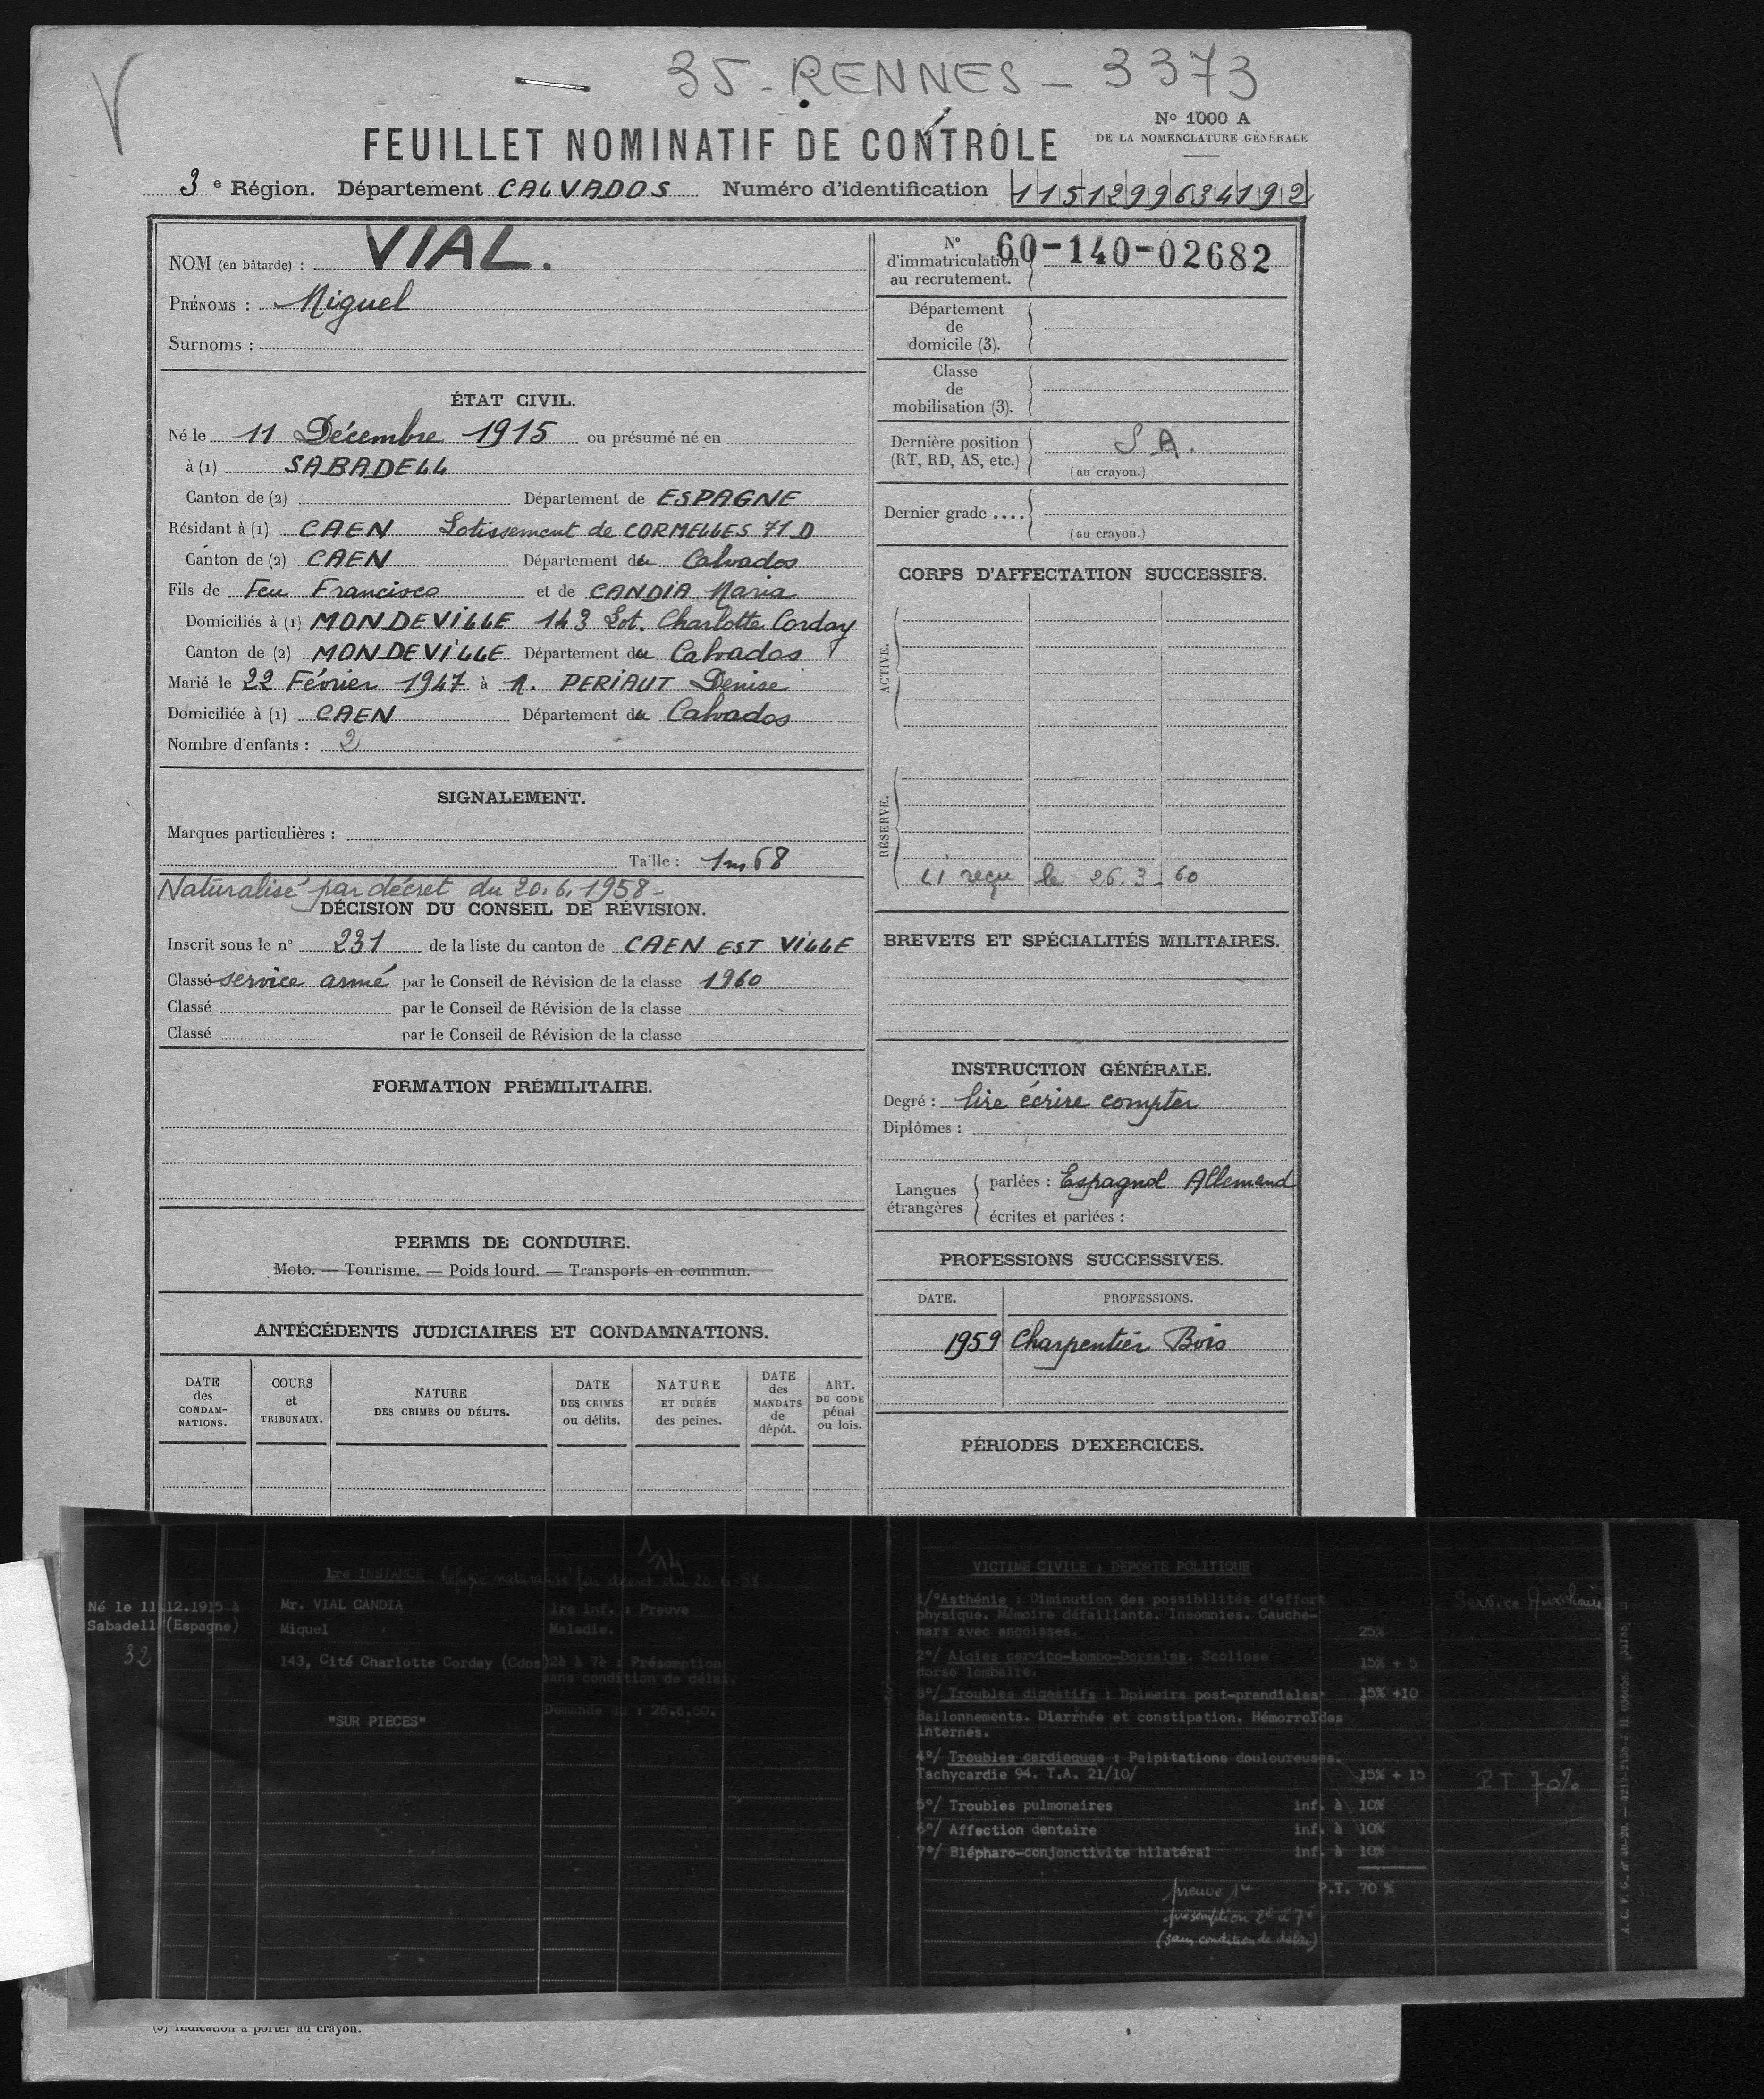 V
35 - RENNES - 3373
FEUILLET NOMINATIF DE CONTRÔLE
N° 1000 A
DE LA NOMENCLATURE GÉNÉRALE
3 e Région. Département CALVADOS Numéro d'identification 1151299634192
NOM (en bâtarde) : VIAL.
PRÉNOMS : Miguel
Surnoms :
ÉTAT CIVIL.
Né le 11 Décembre 1915 ou présumé né en
à (1) SABADELL
Canton de (2) Département de ESPAGNE
Résidant à (1) CAEN Lotissement de CORMELLES 71 D
Canton de (2) CAEN Département du Calvados
Fils de Feu Francisco et de CANDIA Maria
Domiciliés à (1) MONDEVILLE 143 Lot. Charlotte Corday
Canton de (2) MONDEVILLE Département du Calvados
Marié le 22 Février 1947 à PERIAUT Denise
Domiciliée à (1) CAEN Département du Calvados
Nombre d'enfants : 2
SIGNALEMENT.
Marques particulières :
Taille : 1m68
Naturalisé par décret du 20.6.1958 -
DÉCISION DU CONSEIL DE RÉVISION.
Inscrit sous le n° 231 de la liste du canton de CAEN EST VILLE
Classé service armé par le Conseil de Révision de la classe 1960
Classé par le Conseil de Révision de la classe
Classé par le Conseil de Révision de la classe
FORMATION PRÉMILITAIRE.
PERMIS DE CONDUIRE.
Moto. — Tourisme. — Poids lourd. — Transports en commun.
ANTÉCÉDENTS JUDICIAIRES ET CONDAMNATIONS.
DATE des CONDAM-NATIONS.
COURS et TRIBUNAUX.
NATURE DES CRIMES OU DÉLITS.
DATE DES CRIMES ou délits.
NATURE ET DURÉE des peines.
DATE des MANDATS de dépôt.
ART. DU CODE pénal ou lois.
N° d'immatriculation au recrutement. 60-140-02682
Département de domicile (3).
Classe de mobilisation (3).
Dernière position (RT, RD, AS, etc.) S A.
(au crayon.)
Dernier grade ....
(au crayon.)
CORPS D'AFFECTATION SUCCESSIFS.
ACTIVE.
RÉSERVE.
LI reçu le 26.3.60
BREVETS ET SPÉCIALITÉS MILITAIRES.
INSTRUCTION GÉNÉRALE.
Degré : lire écrire compter
Diplômes :
Langues étrangères
parlées : Espagnol Allemand
écrites et parlées :
PROFESSIONS SUCCESSIVES.
DATE. PROFESSIONS.
1959 Charpentier Bois
PÉRIODES D'EXERCICES.
1/14
1re INSTANCE Réfugié naturalisé par décret du 20-6-58
Né le 11.12.1915 à
Sabadell (Espagne)
32
Mr. VIAL CANDIA
Miquel
143, Cité Charlotte Corday (Cdos)
"SUR PIECES"
1re inf. : Preuve
Maladie.
2è à 7è : Présomption
sans condition de délai.
Demande du : 26.5.60.
VICTIME CIVILE : DEPORTE POLITIQUE
1/°Asthénie : Diminution des possibilités d'effort
physique. Mémoire défaillante. Insomnies. Cauche-
mars avec angoisses. 25%
2°/ Algies cervico-Lombo-Dorsales. Scoliose
dorso lombaire. 15% + 5
3°/ Troubles digestifs : Dpimeirs post-prandiales. 15% +10
Ballonnements. Diarrhée et constipation. Hémorroïdes
internes.
4°/ Troubles cardiaques : Palpitations douloureuses.
Tachycardie 94. T.A. 21/10/ 15% + 15
5°/ Troubles pulmonaires inf. à 10%
6°/ Affection dentaire inf. à 10%
7°/ Blépharo-conjonctivite bilatéral inf. à 10%
P.T. 70 %
preuve 1re
présomption 2è à 7è
(sans condition de délai)
Service Auxiliaire
P T 70%
(3) Indication à porter au crayon.